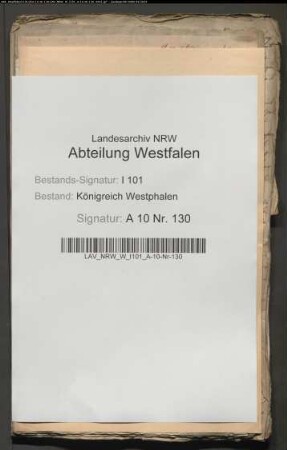 Landesarchiv NRW
Abteilung Westfalen
Bestands-Signatur: I 101
Bestand: Königreich Westphalen
Signatur: A 10 Nr. 130
LAV_NRW_W_I101_A-10-Nr-130